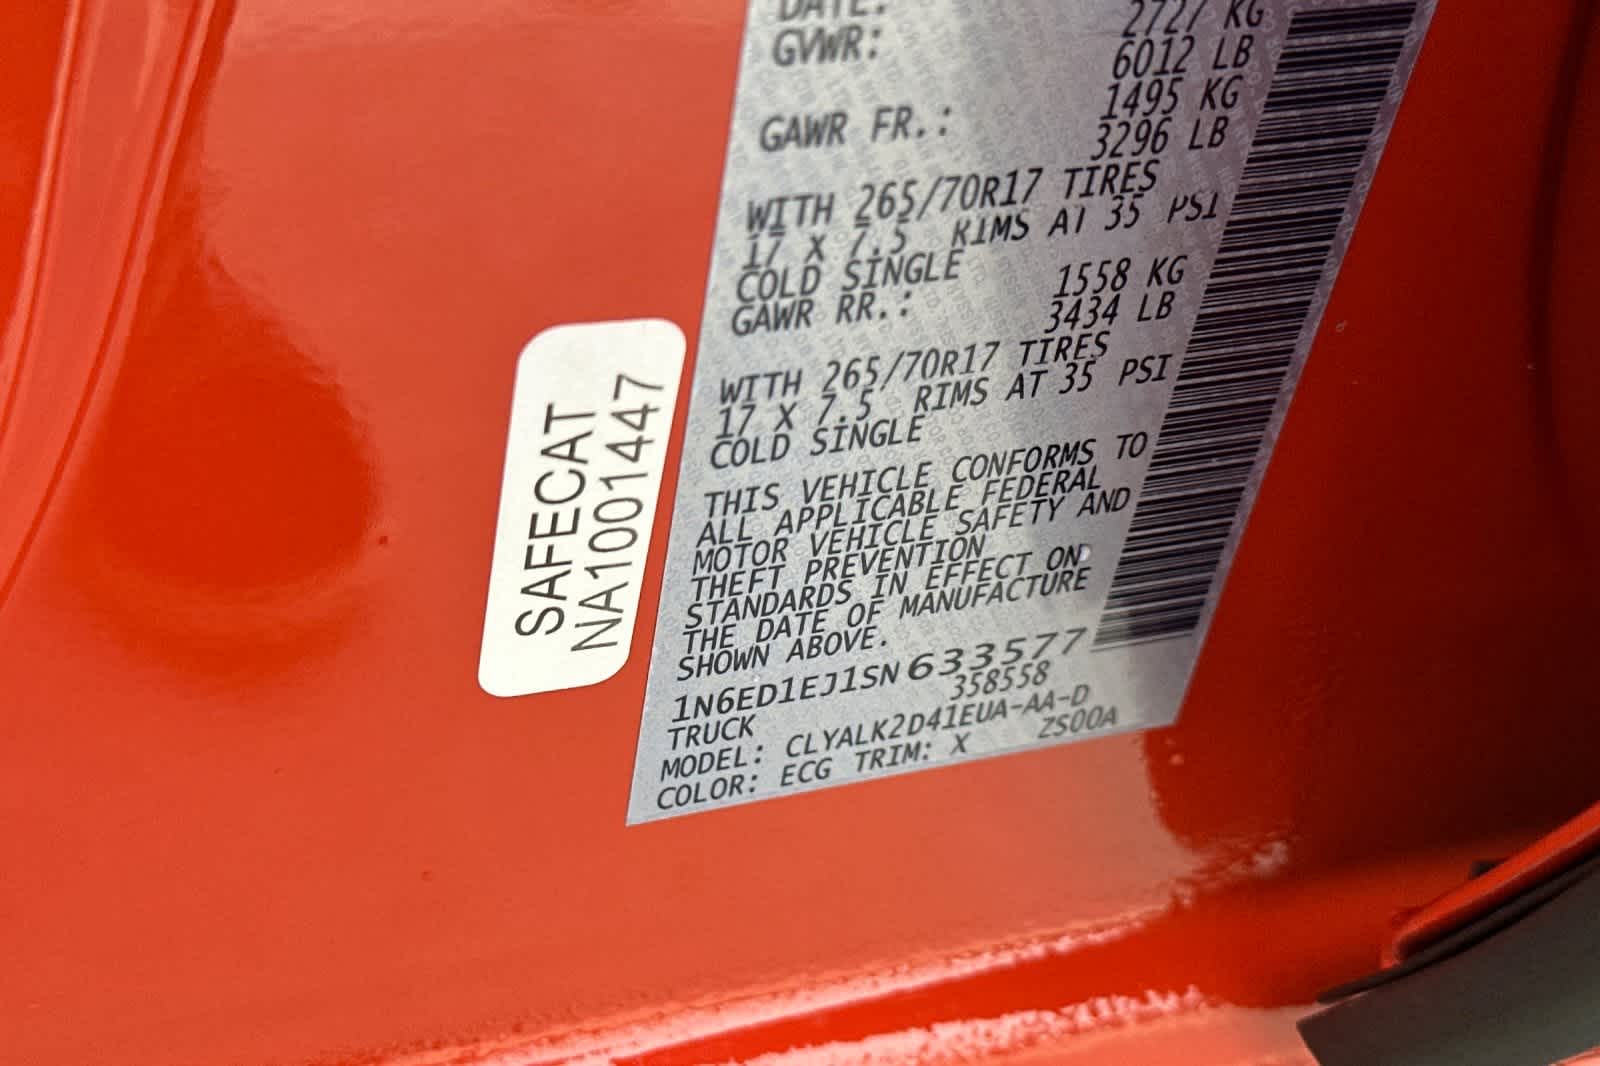 SAFECAT
NA1001447
DATE:
GVWR: 2727 KG
6012 LB
GAWR FR.: 1495 KG
3296 LB
WITH 265/70R17 TIRES
17 X 7.5 RIMS AT 35 PSI
COLD SINGLE
GAWR RR.: 1558 KG
3434 LB
WITH 265/70R17 TIRES
17 X 7.5 RIMS AT 35 PSI
COLD SINGLE
THIS VEHICLE CONFORMS TO
ALL APPLICABLE FEDERAL
MOTOR VEHICLE SAFETY AND
THEFT PREVENTION
STANDARDS IN EFFECT ON
THE DATE OF MANUFACTURE
SHOWN ABOVE.
1N6ED1EJ1SN633577
TRUCK 358558
MODEL: CLYALK2D41EUA-AA-D
COLOR: ECG TRIM: X ZS00A